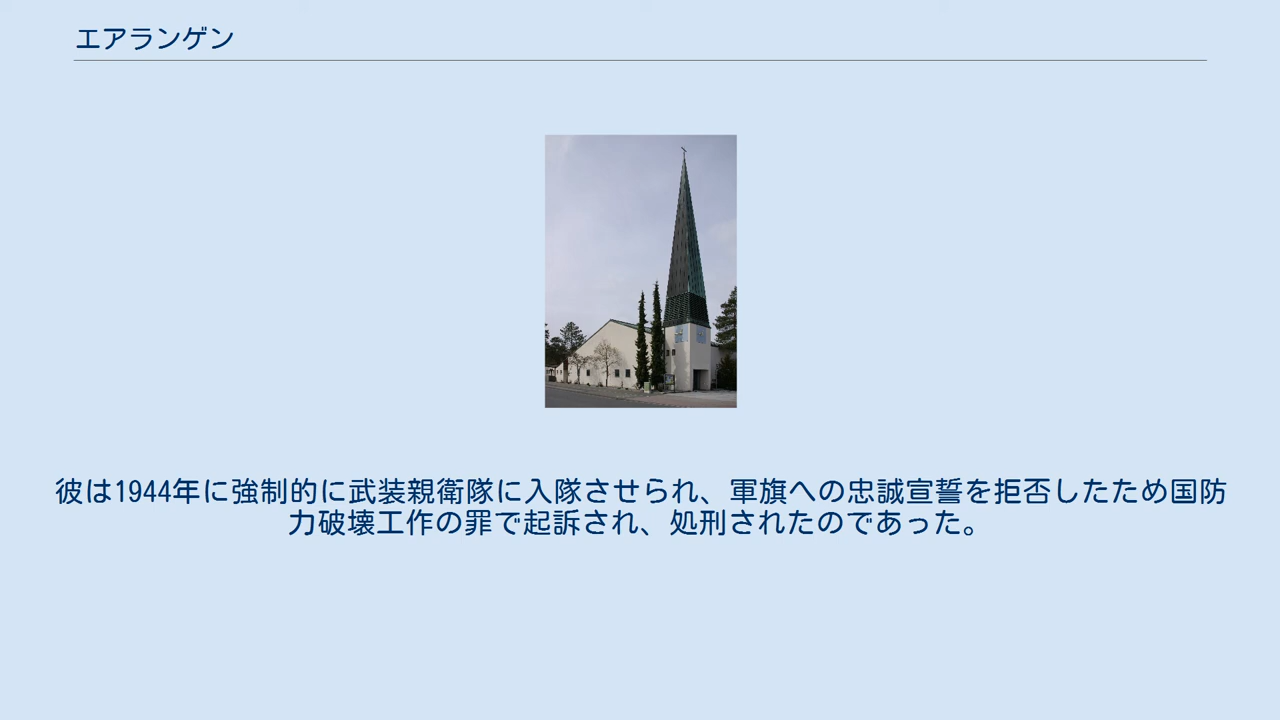 エアランゲン
彼は1944年に強制的に武装親衛隊に入隊させられ、軍旗への忠誠宣誓を拒否したため国防
力破壊工作の罪で起訴され、処刑されたのであった。